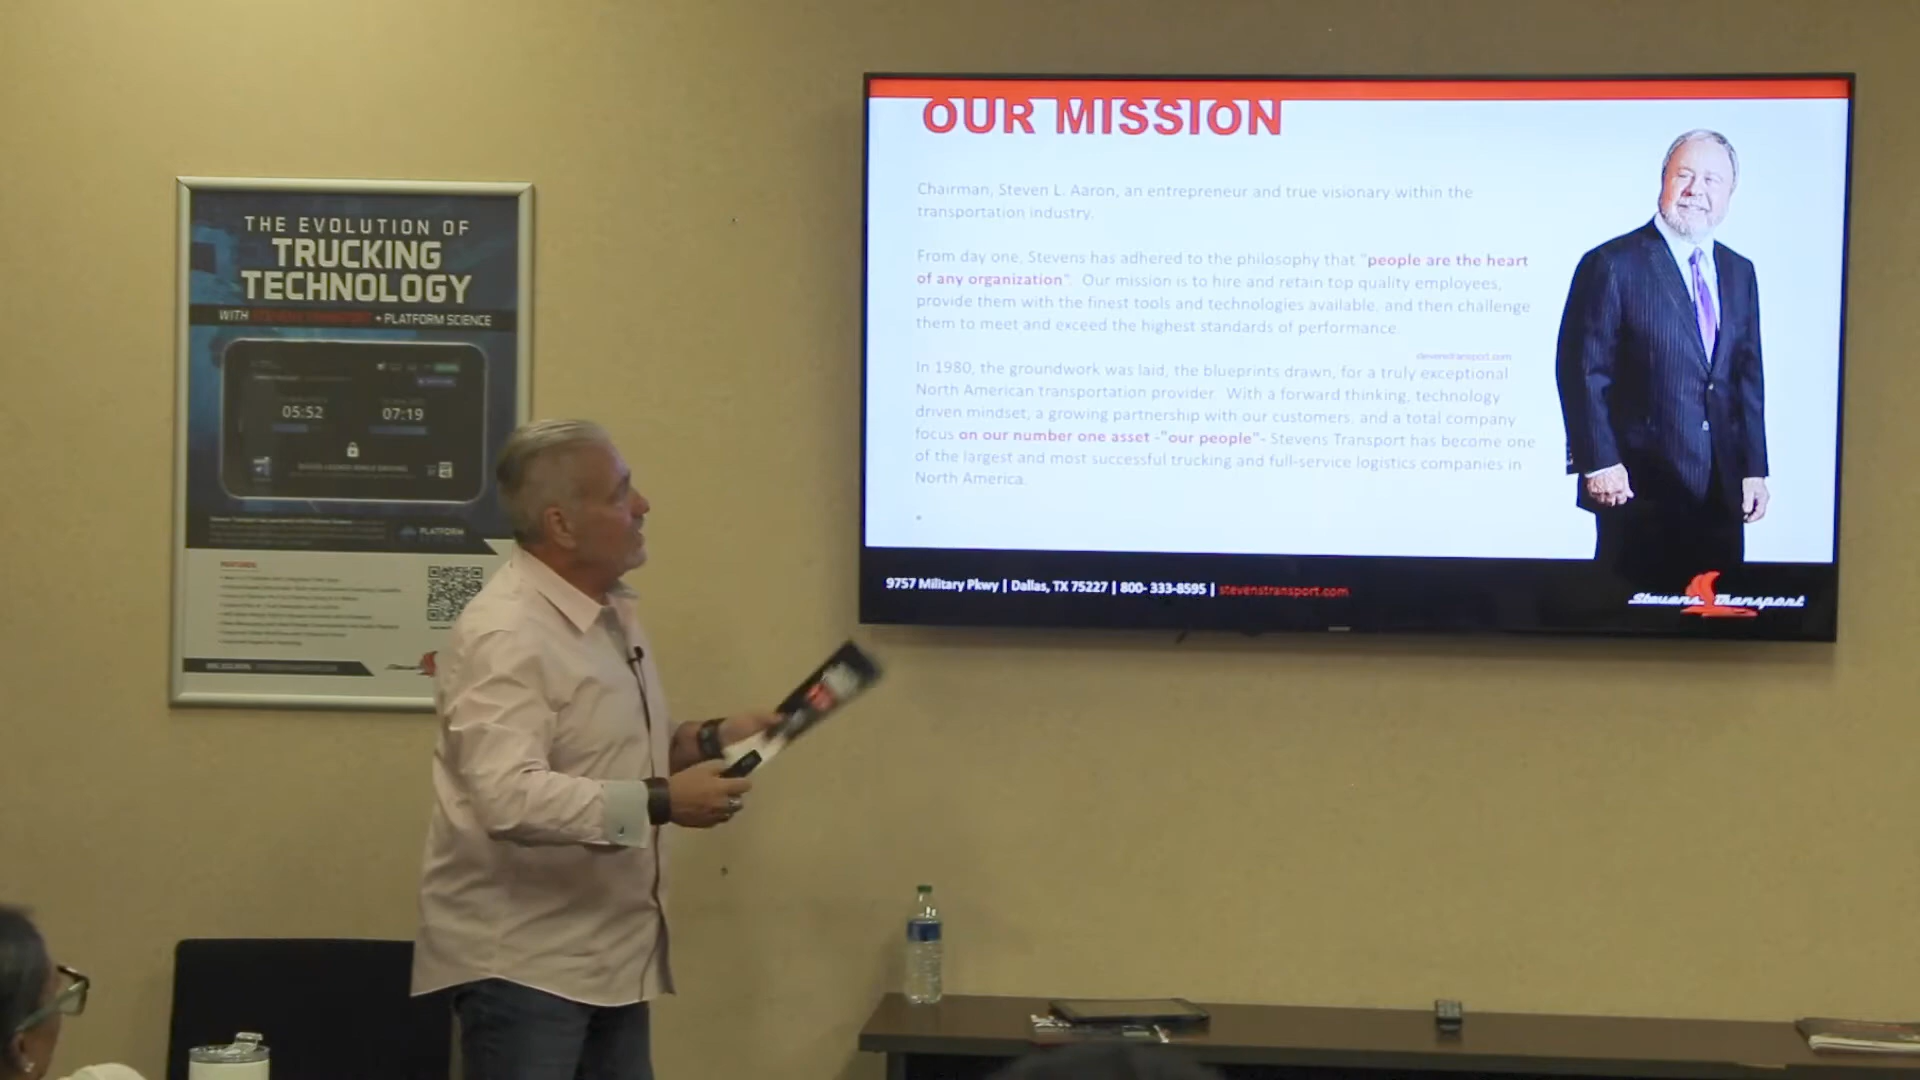 THE EVOLUTION OF
TRUCKING
TECHNOLOGY
WITH STEVENS TRANSPORT + PLATFORM SCIENCE
05:52
07:19
PLATFORM
FEATURES
OUR MISSION
Chairman, Steven L. Aaron, an entrepreneur and true visionary within the
transportation industry.
From day one, Stevens has adhered to the philosophy that "people are the heart
of any organization". Our mission is to hire and retain top quality employees,
provide them with the finest tools and technologies available, and then challenge
them to meet and exceed the highest standards of performance.
stevenstransport.com
In 1980, the groundwork was laid, the blueprints drawn, for a truly exceptional
North American transportation provider. With a forward thinking, technology
driven mindset, a growing partnership with our customers, and a total company
focus on our number one asset -"our people"- Stevens Transport has become one
of the largest and most successful trucking and full-service logistics companies in
North America.
9757 Military Pkwy | Dallas, TX 75227 | 800- 333-8595 | stevenstransport.com
Stevens Transport